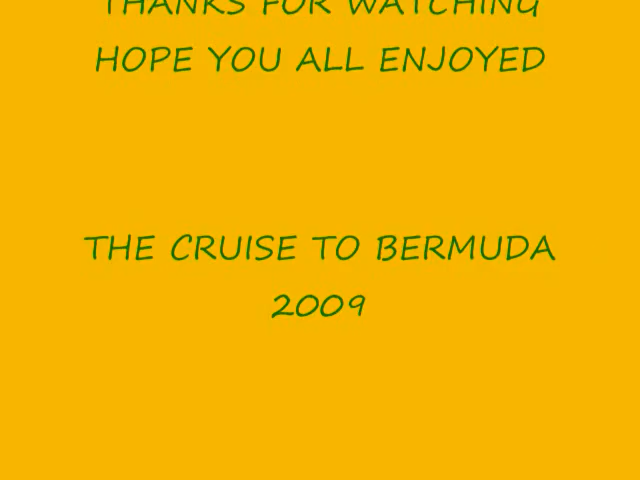 THANKS FOR WATCHING
HOPE YOU ALL ENJOYED
THE CRUISE TO BERMUDA
2009